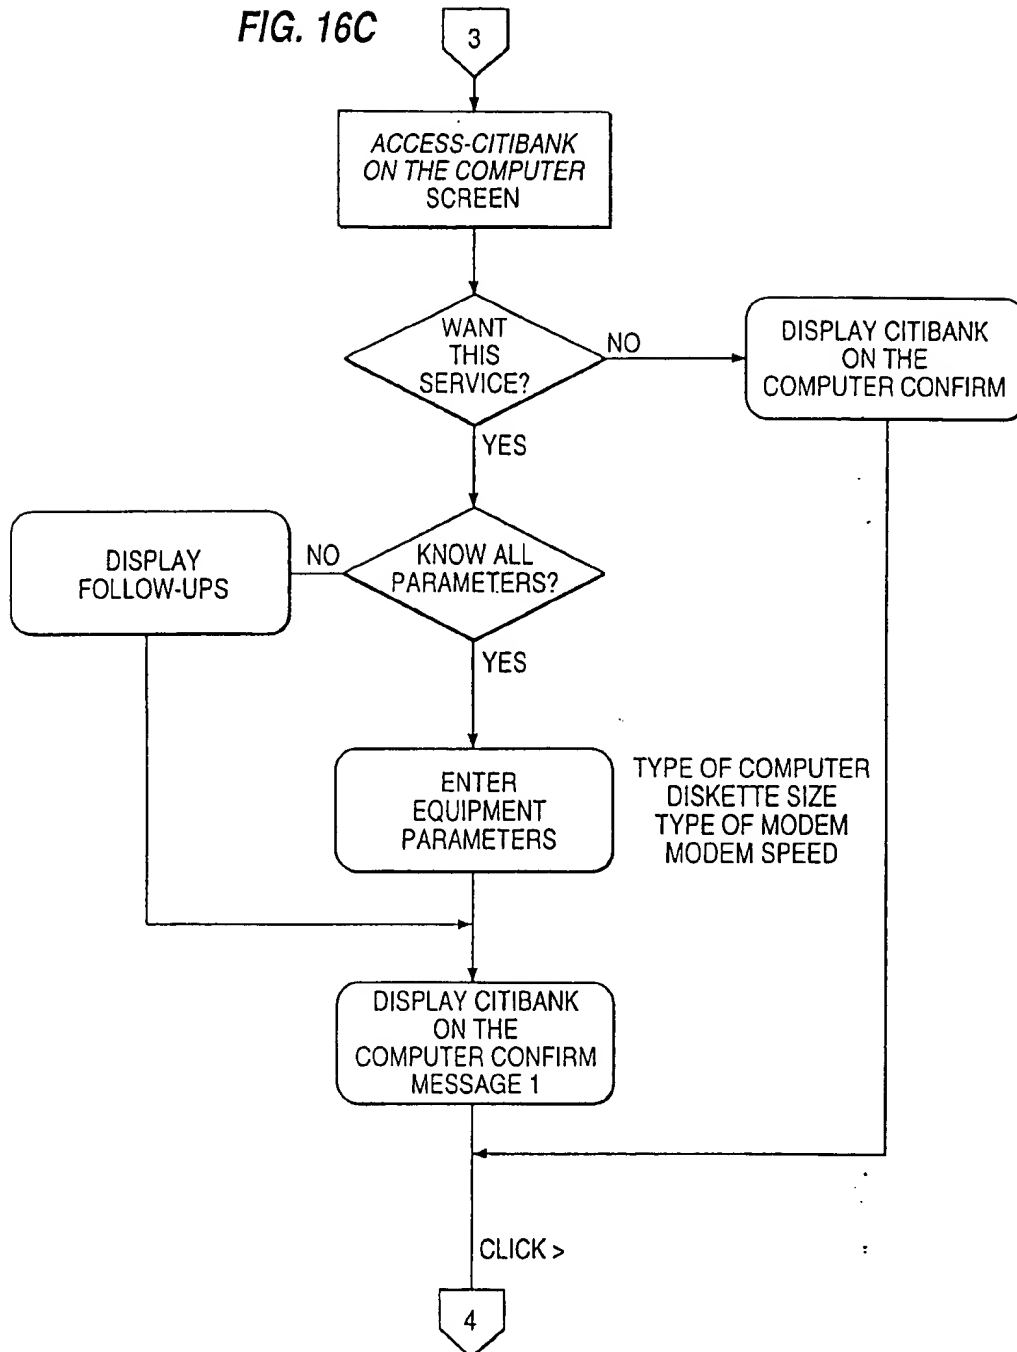 FIG. 16C
3
ACCESS-CITIBANK
ON THE COMPUTER
SCREEN
WANT
THIS
SERVICE?
NO
DISPLAY CITIBANK
ON THE
COMPUTER CONFIRM
YES
DISPLAY
FOLLOW-UPS
NO
KNOW ALL
PARAMETERS?
YES
ENTER
EQUIPMENT
PARAMETERS
TYPE OF COMPUTER
DISKETTE SIZE
TYPE OF MODEM
MODEM SPEED
DISPLAY CITIBANK
ON THE
COMPUTER CONFIRM
MESSAGE 1
CLICK >
4